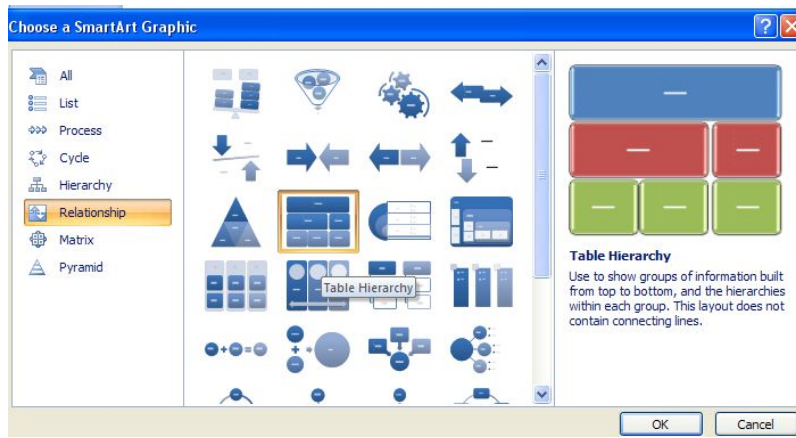 Choose a SmartArt Graphic
All
List
Process
Cycle
Hierarchy
Relationship
Matrix
Pyramid
Table Hierarchy
Table Hierarchy
Use to show groups of information built
from top to bottom, and the hierarchies
within each group. This layout does not
contain connecting lines.
OK
Cancel